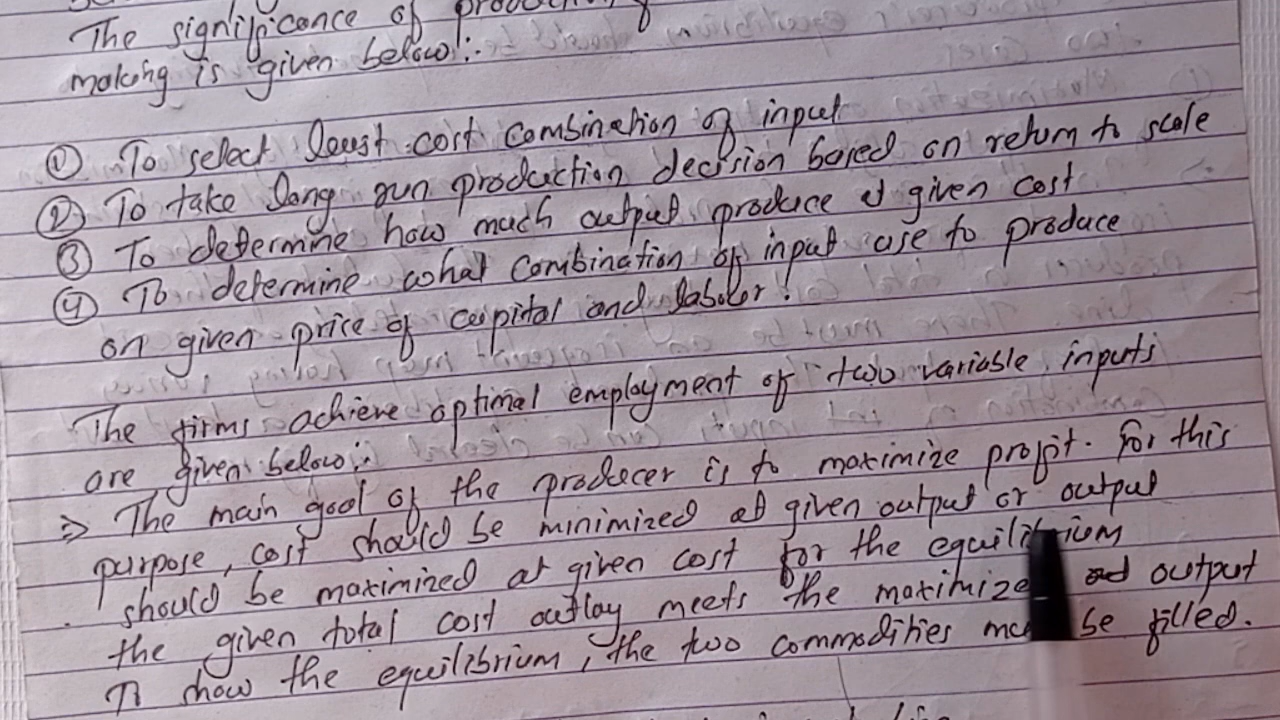 The significance of
making is given below:.
① To select least cost combination of input
② To take long run production decision based on return to scale
③ To determine how much output produce at given cost
④ To determine what combination of input use to produce
on given price of capital and labour.
The firms achieve optimal employment of two variable inputs
are given below:.
⇒ The main goal of the producer is to maximize profit. For this
purpose, cost should be minimized at given output or output
should be maximized at given cost for the equilibrium
the given total cost outlay meets the maximize output
To show the equilibrium, the two commodities be filled.